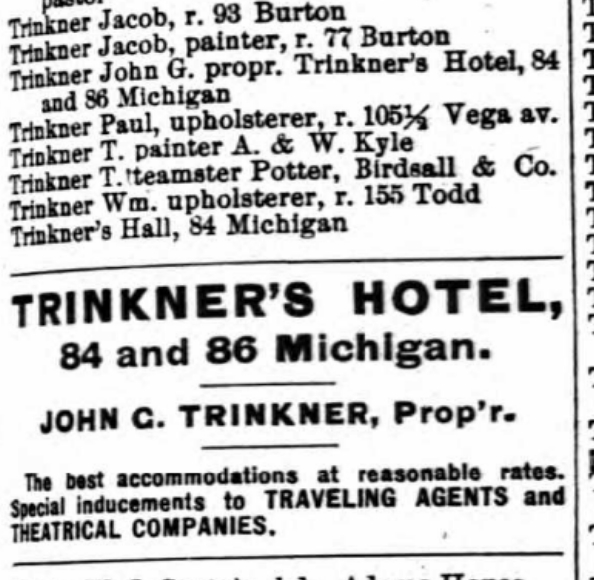 Trinkner Jacob, r. 93 Burton
Trinkner Jacob, painter, r. 77 Burton
Trinkner John G. propr. Trinkner's Hotel, 84
and 86 Michigan
Trinkner Paul, upholsterer, r. 105½ Vega av.
Trinkner T. painter A. & W. Kyle
Trinkner T. teamster Potter, Birdsall & Co.
Trinkner Wm. upholsterer, r. 155 Todd
Trinkner's Hall, 84 Michigan
TRINKNER'S HOTEL,
84 and 86 Michigan.
JOHN G. TRINKNER, Prop'r.
The best accommodations at reasonable rates.
Special inducements to TRAVELING AGENTS and
THEATRICAL COMPANIES.